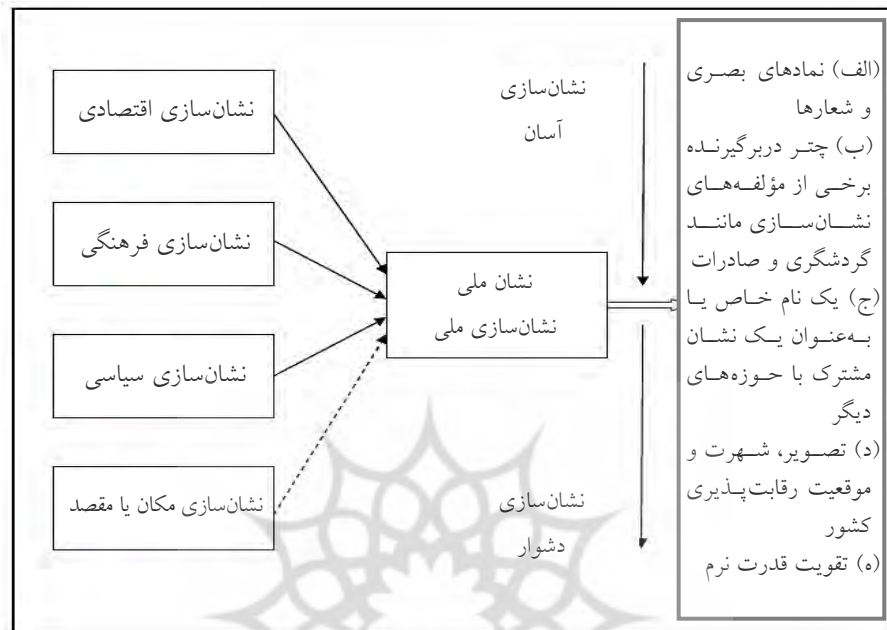 نشان‌سازی اقتصادی
نشان‌سازی فرهنگی
نشان‌سازی سیاسی
نشان‌سازی مکان یا مقصد
نشان ملی
نشان‌سازی ملی
نشان‌سازی
آسان
نشان‌سازی
دشوار
(الف) نمادهای بصری
و شعارها
(ب) چتر دربرگیرنده
برخی از مؤلفه‌های
نشان‌سازی مانند
گردشگری و صادرات
(ج) یک نام خاص یا
به‌عنوان یک نشان
مشترک با حوزه‌های
دیگر
(د) تصویر، شهرت و
موقعیت رقابت‌پذیری
کشور
(ه) تقویت قدرت نرم